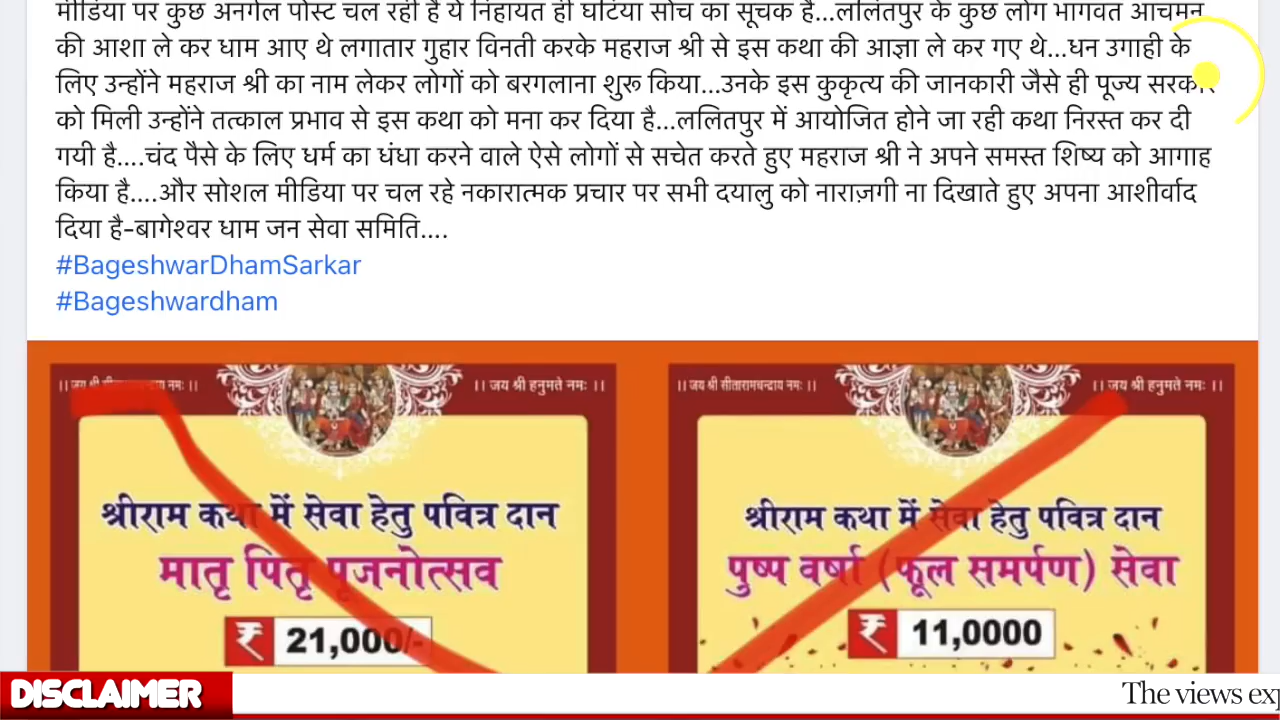 मीडिया पर कुछ अनर्गल पोस्ट चल रही है ये निहायत ही घटिया सोच का सूचक है...ललितपुर के कुछ लोग भागवत आचमन
की आशा ले कर धाम आए थे लगातार गुहार विनती करके महराज श्री से इस कथा की आज्ञा ले कर गए थे...धन उगाही के
लिए उन्होंने महराज श्री का नाम लेकर लोगों को बरगलाना शुरू किया...उनके इस कुकृत्य की जानकारी जैसे ही पूज्य सरकार
को मिली उन्होंने तत्काल प्रभाव से इस कथा को मना कर दिया है...ललितपुर में आयोजित होने जा रही कथा निरस्त कर दी
गयी है....चंद पैसे के लिए धर्म का धंधा करने वाले ऐसे लोगों से सचेत करते हुए महराज श्री ने अपने समस्त शिष्य को आगाह
किया है....और सोशल मीडिया पर चल रहे नकारात्मक प्रचार पर सभी दयालु को नाराज़गी ना दिखाते हुए अपना आशीर्वाद
दिया है-बागेश्वर धाम जन सेवा समिति....
#BageshwarDhamSarkar
#Bageshwardham
।। जय श्री नमः ।। ।। जय श्री हनुमते नमः ।।
श्रीराम कथा में सेवा हेतु पवित्र दान
मातृ पितृ पूजनोत्सव
₹ 21,000/-
।। जय श्री सीतारामचन्द्राय नमः ।। ।। जय श्री हनुमते नमः ।।
श्रीराम कथा में सेवा हेतु पवित्र दान
पुष्प वर्षा (फूल समर्पण) सेवा
₹ 11,0000
DISCLAIMER The views exp